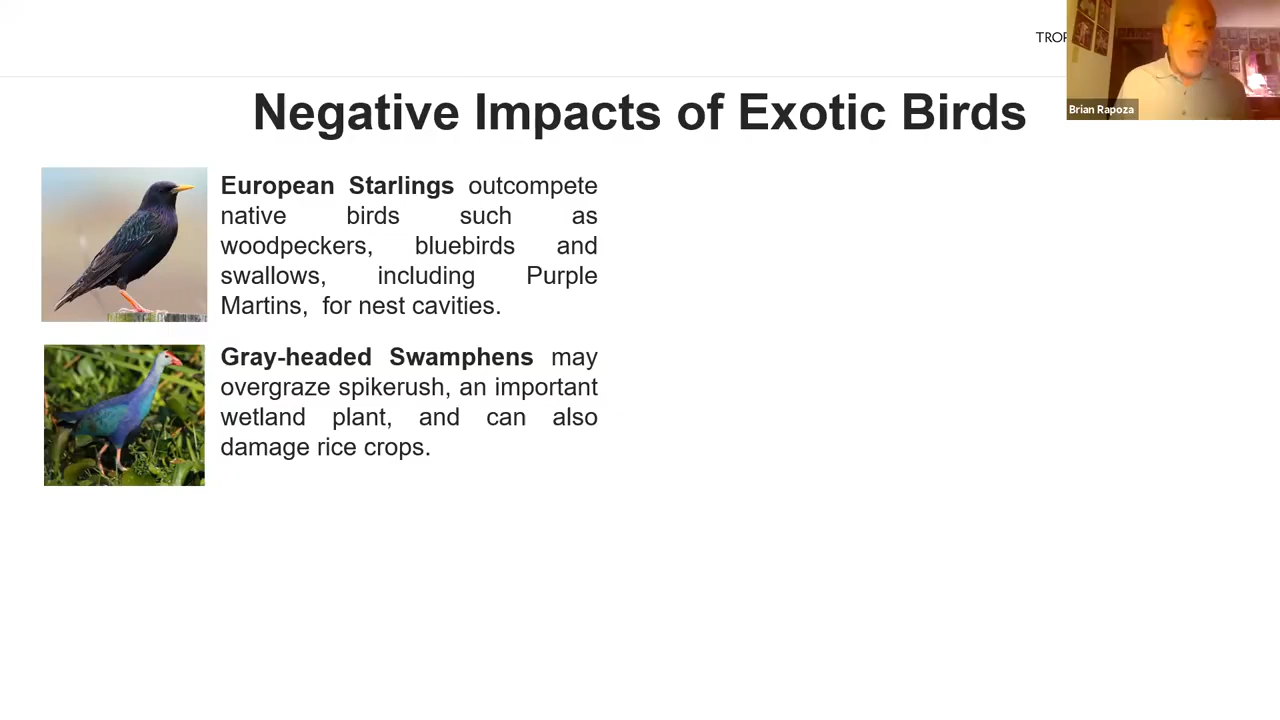 TROP
Brian Rapoza
Negative Impacts of Exotic Birds
European Starlings outcompete
native birds such as
woodpeckers, bluebirds and
swallows, including Purple
Martins, for nest cavities.
Gray-headed Swamphens may
overgraze spikerush, an important
wetland plant, and can also
damage rice crops.